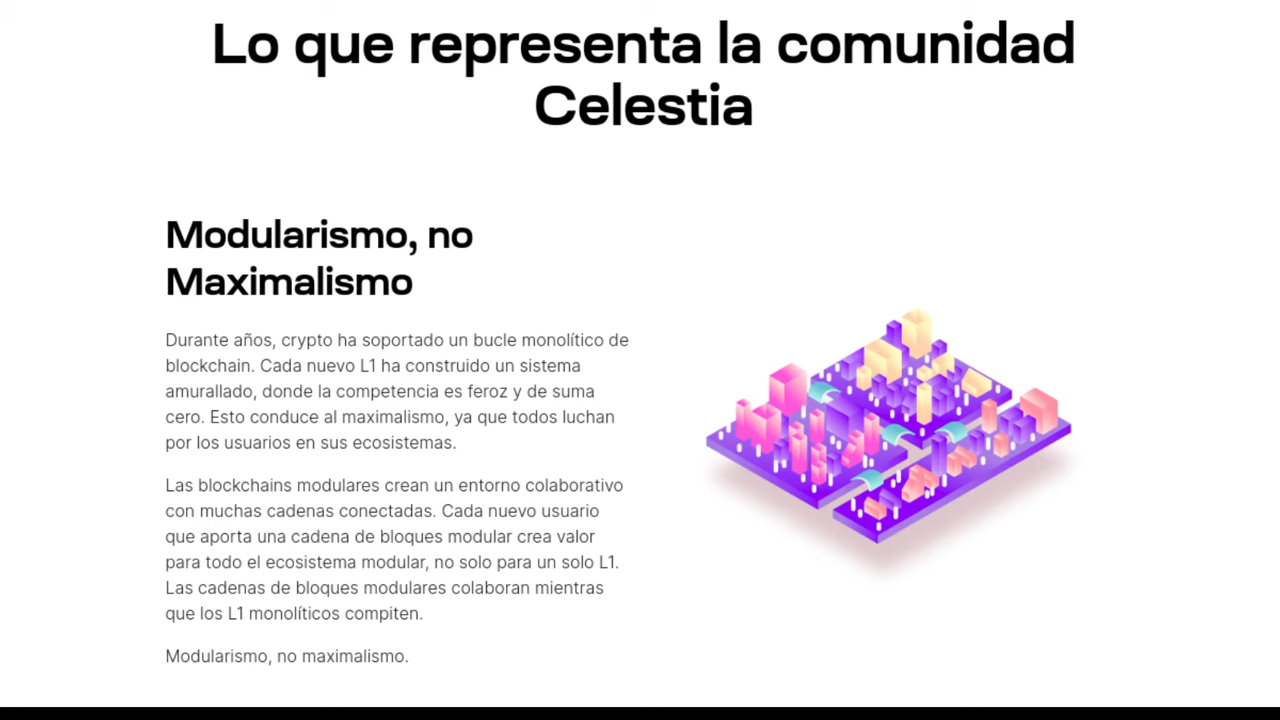 Lo que representa la comunidad
Celestia
Modularismo, no
Maximalismo
Durante años, crypto ha soportado un bucle monolítico de
blockchain. Cada nuevo L1 ha construido un sistema
amurallado, donde la competencia es feroz y de suma
cero. Esto conduce al maximalismo, ya que todos luchan
por los usuarios en sus ecosistemas.
Las blockchains modulares crean un entorno colaborativo
con muchas cadenas conectadas. Cada nuevo usuario
que aporta una cadena de bloques modular crea valor
para todo el ecosistema modular, no solo para un solo L1.
Las cadenas de bloques modulares colaboran mientras
que los L1 monolíticos compiten.
Modularismo, no maximalismo.